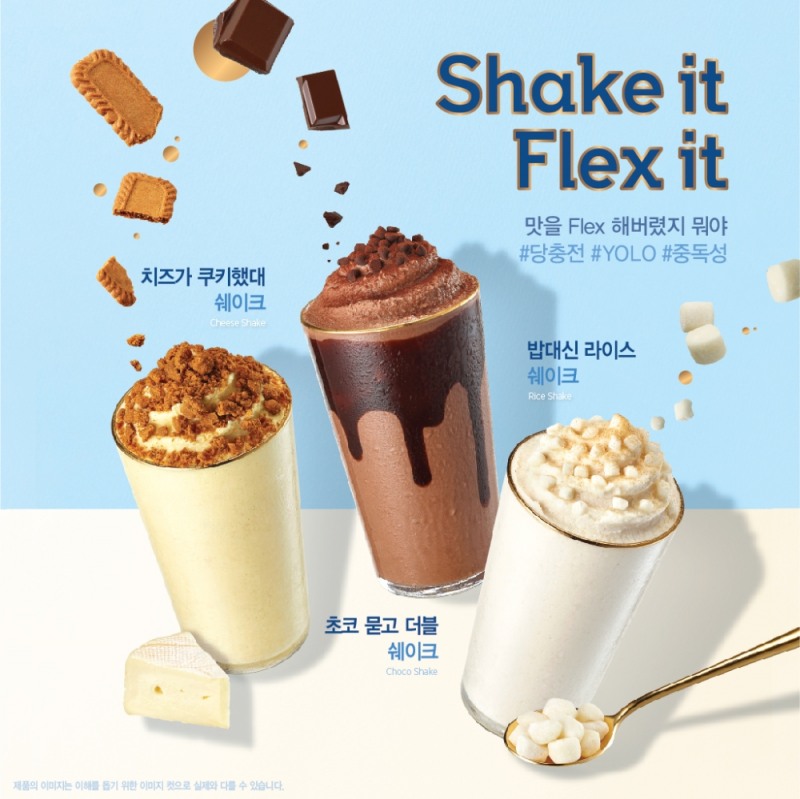 Shake it
Flex it
맛을 Flex 해버렸지 뭐야
#당충전 #YOLO #중독성
치즈가 쿠키했대
쉐이크
Cheese Shake
밥대신 라이스
쉐이크
Rice Shake
초코 묻고 더블
쉐이크
Choco Shake
제품의 이미지는 이해를 돕기 위한 이미지 컷으로 실제와 다를 수 있습니다.